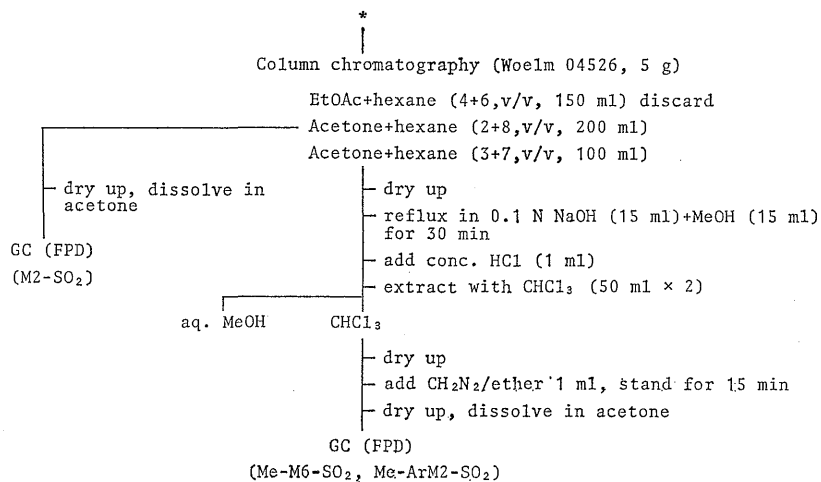 *
Column chromatography (Woelm 04526, 5 g)
EtOAc+hexane (4+6,v/v, 150 ml) discard
Acetone+hexane (2+8,v/v, 200 ml)
Acetone+hexane (3+7,v/v, 100 ml)
dry up, dissolve in
acetone
GC (FPD)
(M2-SO₂)
dry up
reflux in 0.1 N NaOH (15 ml)+MeOH (15 ml)
for 30 min
add conc. HCl (1 ml)
extract with CHCl₃ (50 ml × 2)
aq. MeOH CHCl₃
dry up
add CH₂N₂/ether 1 ml, stand for 15 min
dry up, dissolve in acetone
GC (FPD)
(Me-M6-SO₂, Me-ArM2-SO₂)